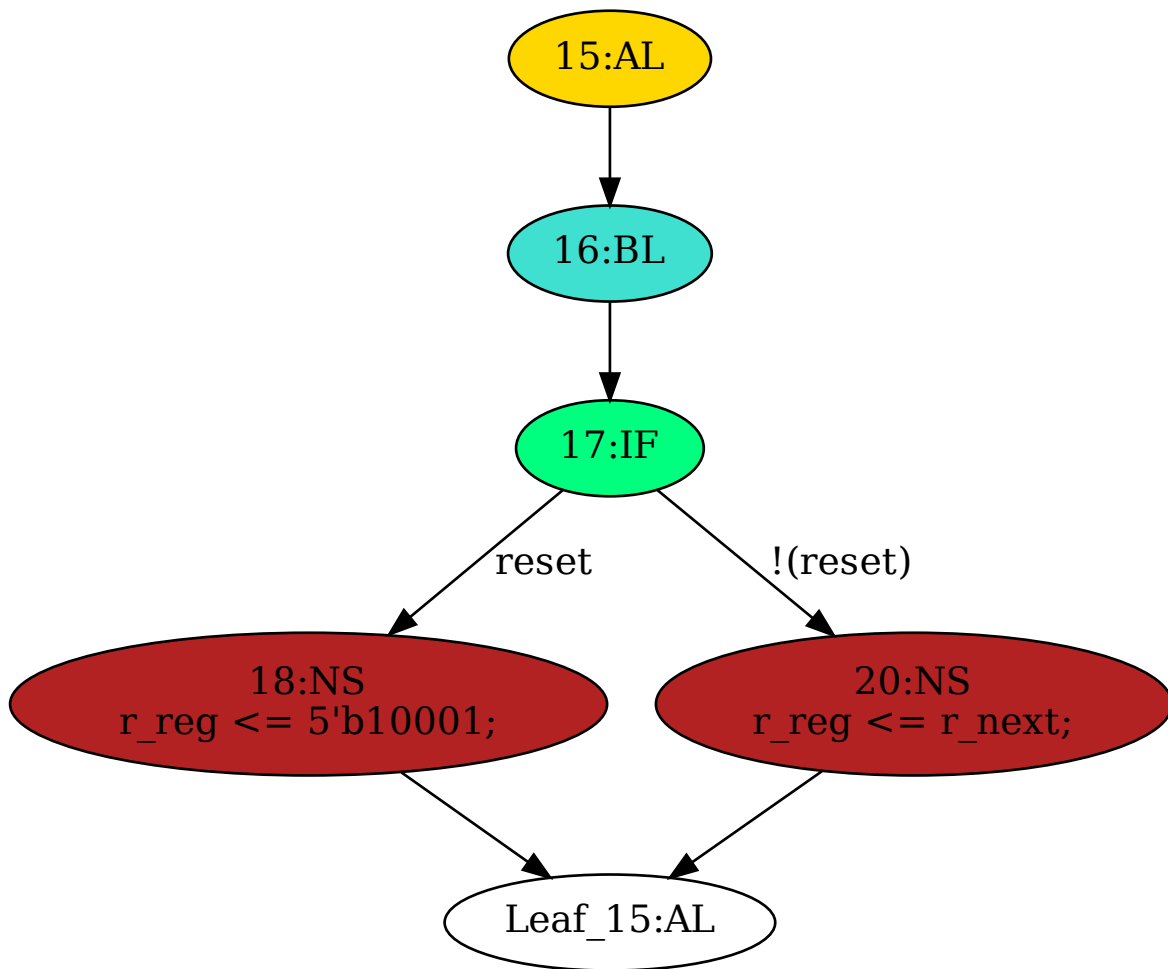 15:AL
16:BL
17:IF
reset
!(reset)
18:NS
r_reg <= 5'b10001;
20:NS
r_reg <= r_next;
Leaf_15:AL